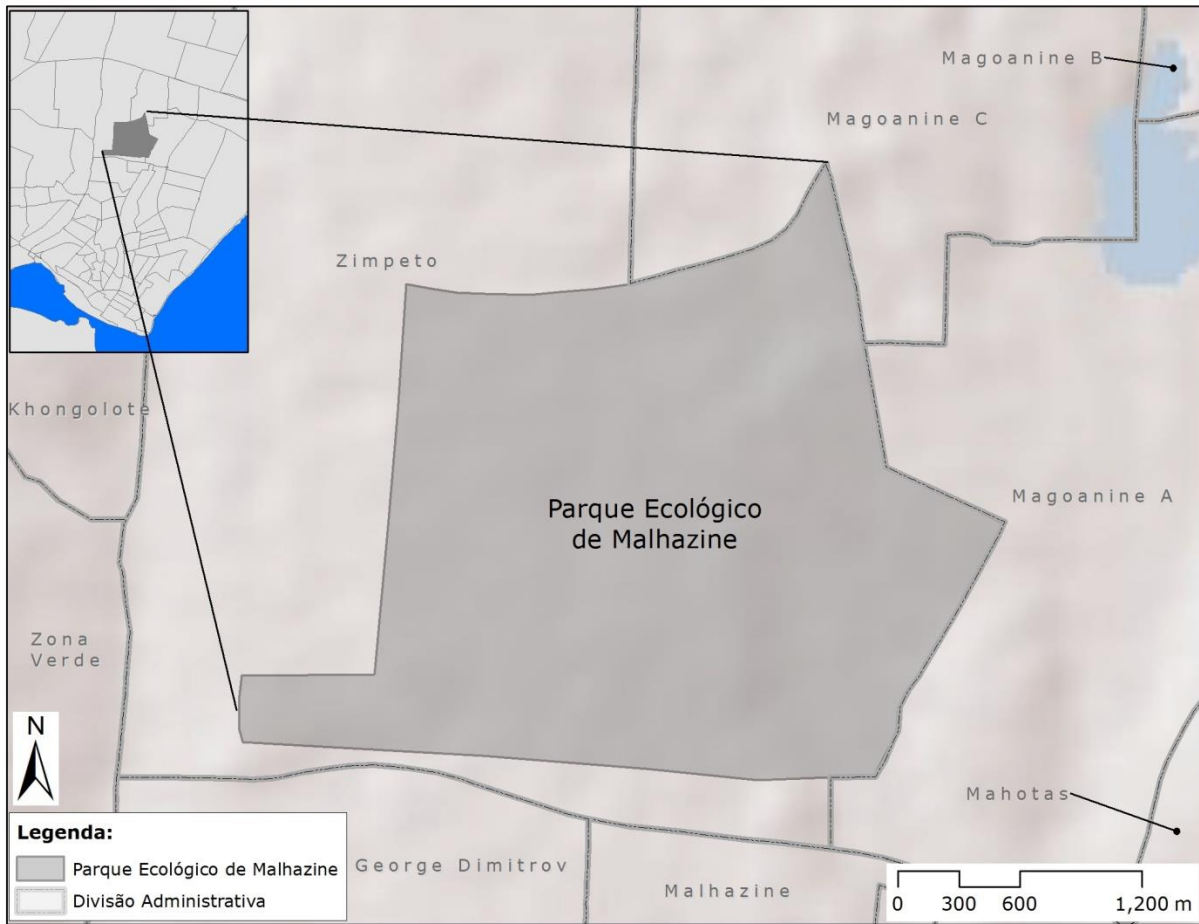 Magoanine B
Magoanine C
Zimpeto
Khongolote
Magoanine A
Parque Ecológico
de Malhazine
Zona
Verde
N
Mahotas
Legenda:
Parque Ecológico de Malhazine
Divisão Administrativa
George Dimitrov
Malhazine
0 300 600 1,200 m